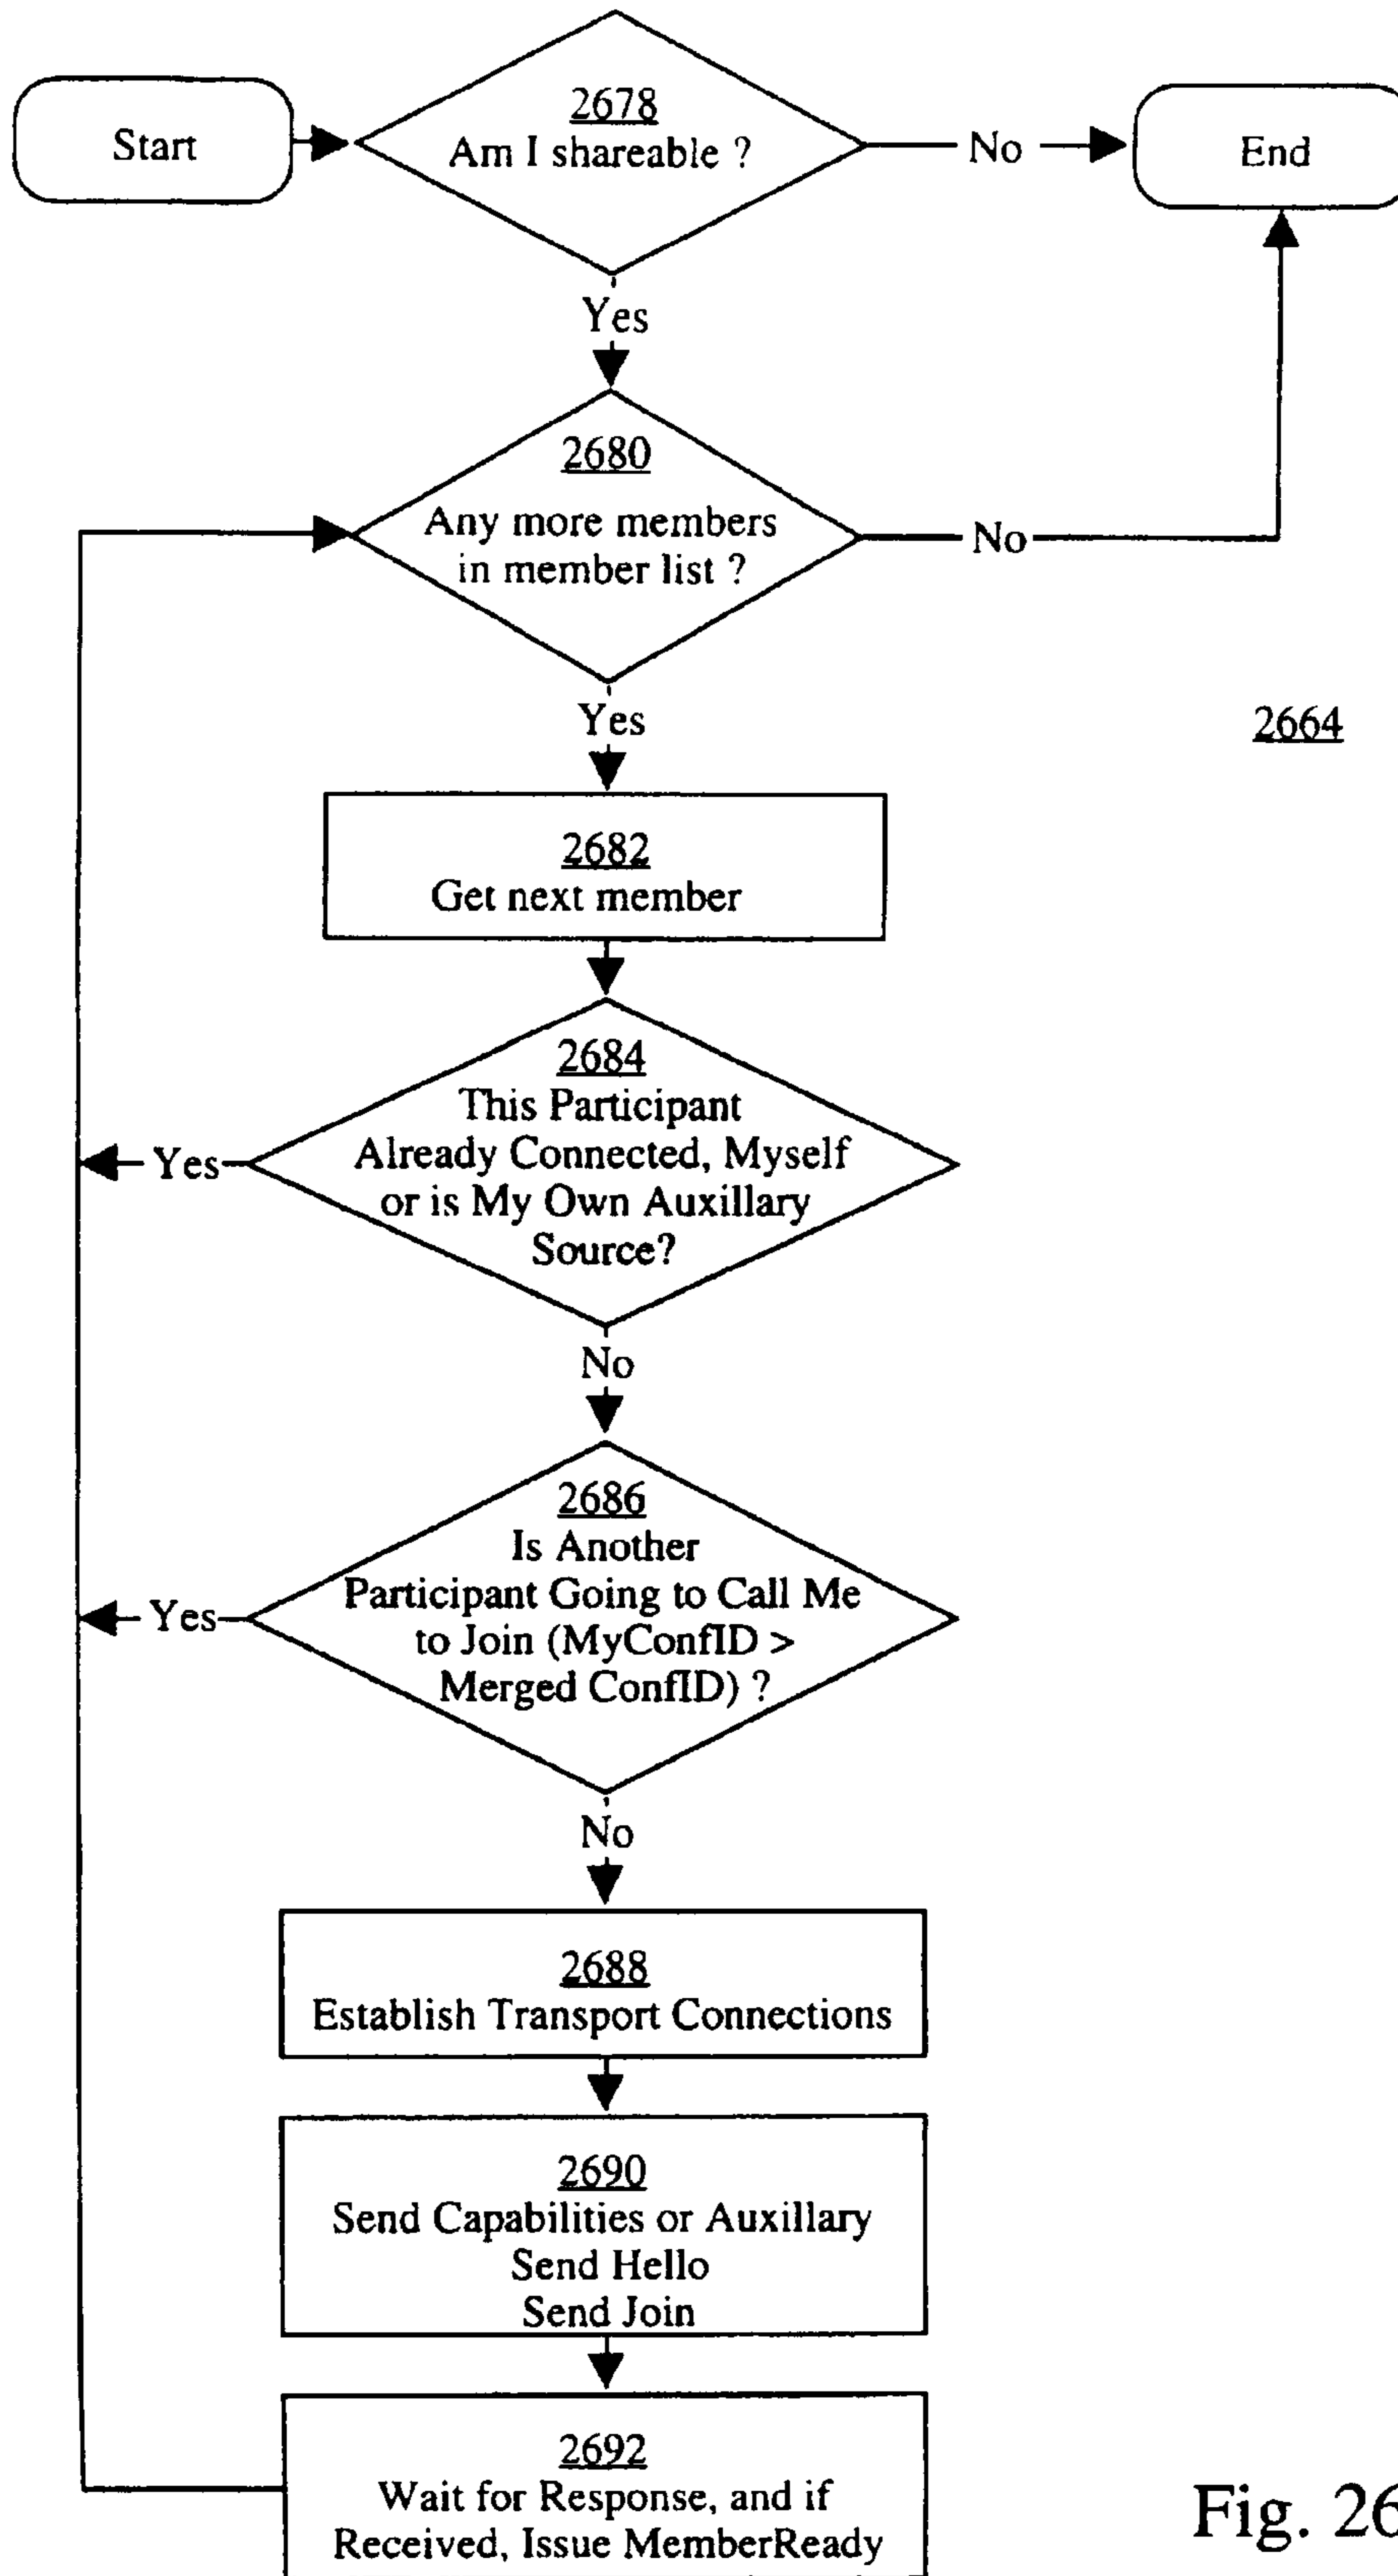 Start
2678
Am I shareable ?
No
End
Yes
2680
Any more members
in member list ?
No
Yes
2664
2682
Get next member
2684
This Participant
Already Connected, Myself
or is My Own Auxillary
Source?
Yes
No
2686
Is Another
Participant Going to Call Me
to Join (MyConfID >
Merged ConfID) ?
Yes
No
2688
Establish Transport Connections
2690
Send Capabilities or Auxillary
Send Hello
Send Join
2692
Wait for Response, and if
Received, Issue MemberReady
Fig. 26